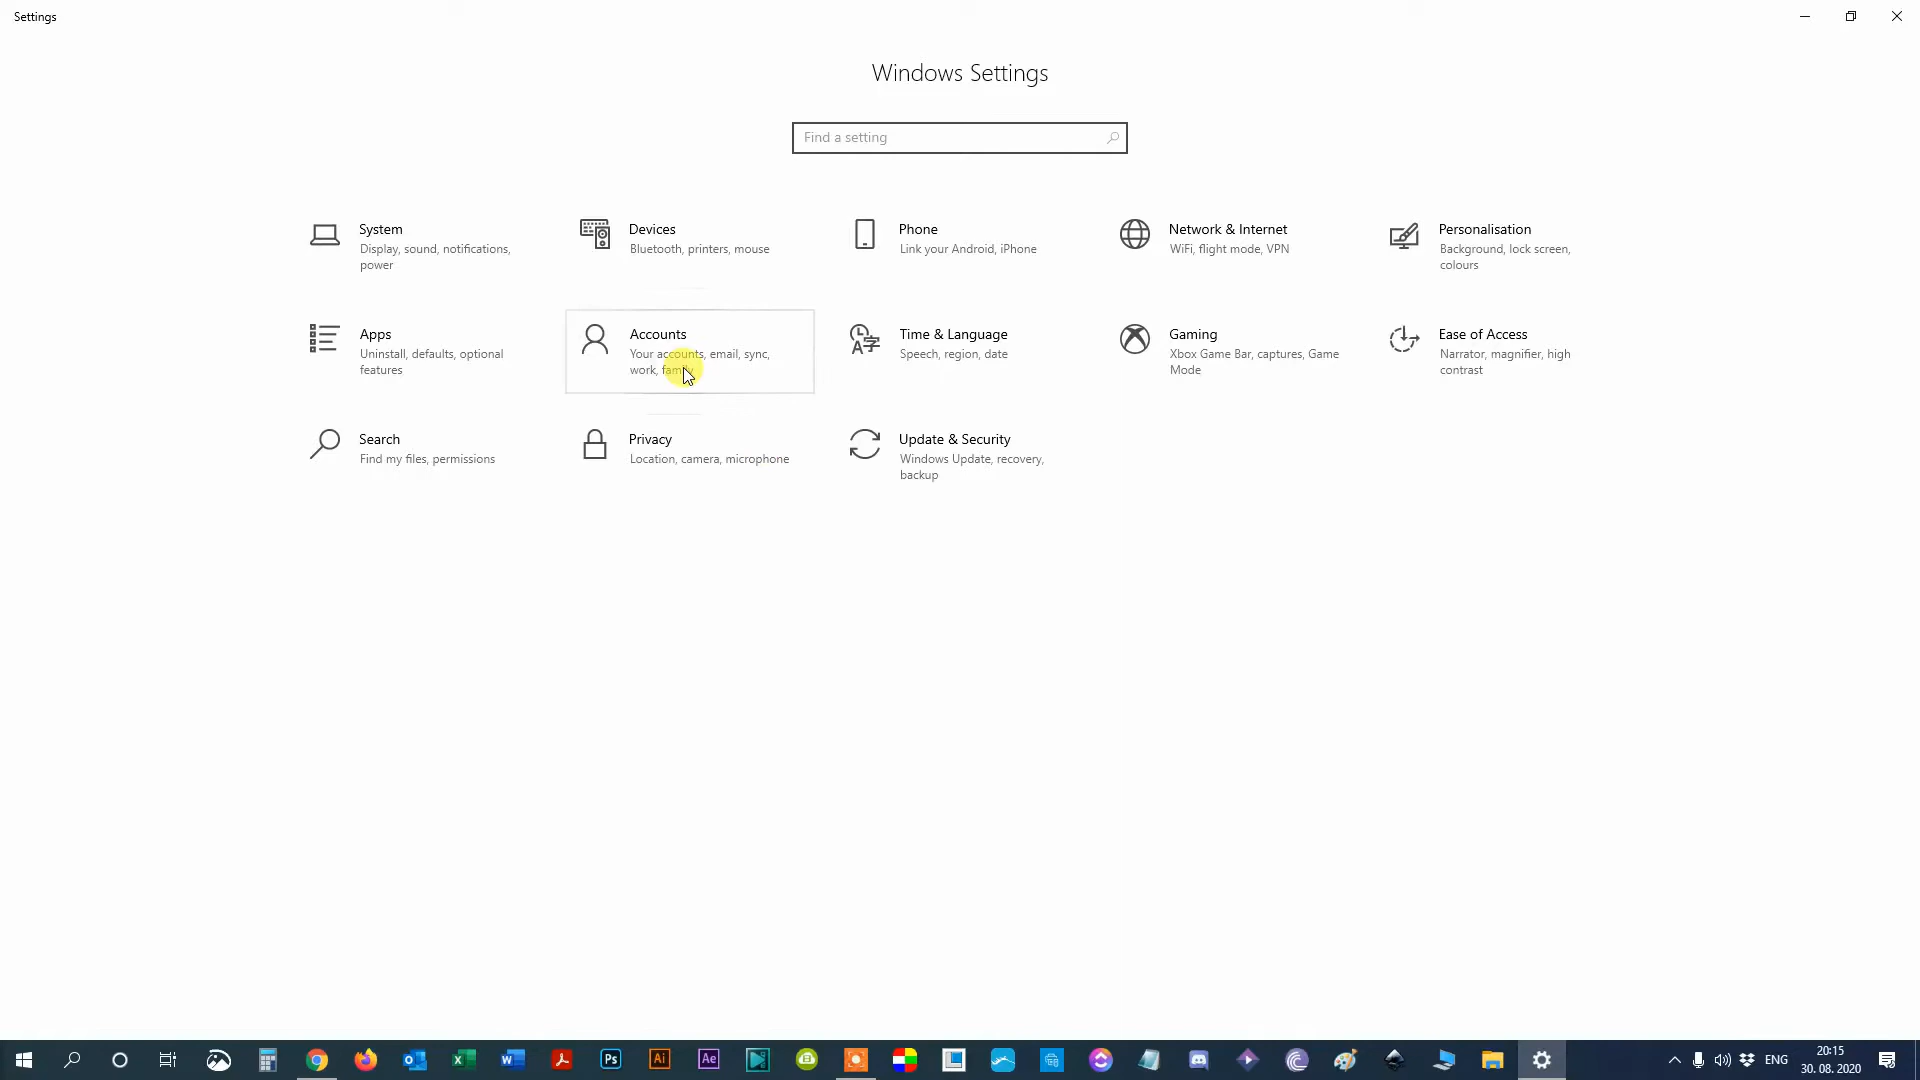 Settings
Windows Settings
Find a setting
System
Display, sound, notifications,
power
Devices
Bluetooth, printers, mouse
Phone
Link your Android, iPhone
Network & Internet
WiFi, flight mode, VPN
Personalisation
Background, lock screen,
colours
Apps
Uninstall, defaults, optional
features
Accounts
Your accounts, email, sync,
work, family
Time & Language
Speech, region, date
Gaming
Xbox Game Bar, captures, Game
Mode
Ease of Access
Narrator, magnifier, high
contrast
Search
Find my files, permissions
Privacy
Location, camera, microphone
Update & Security
Windows Update, recovery,
backup
Ps
Ai
Ae
ENG
20:15
30. 08. 2020